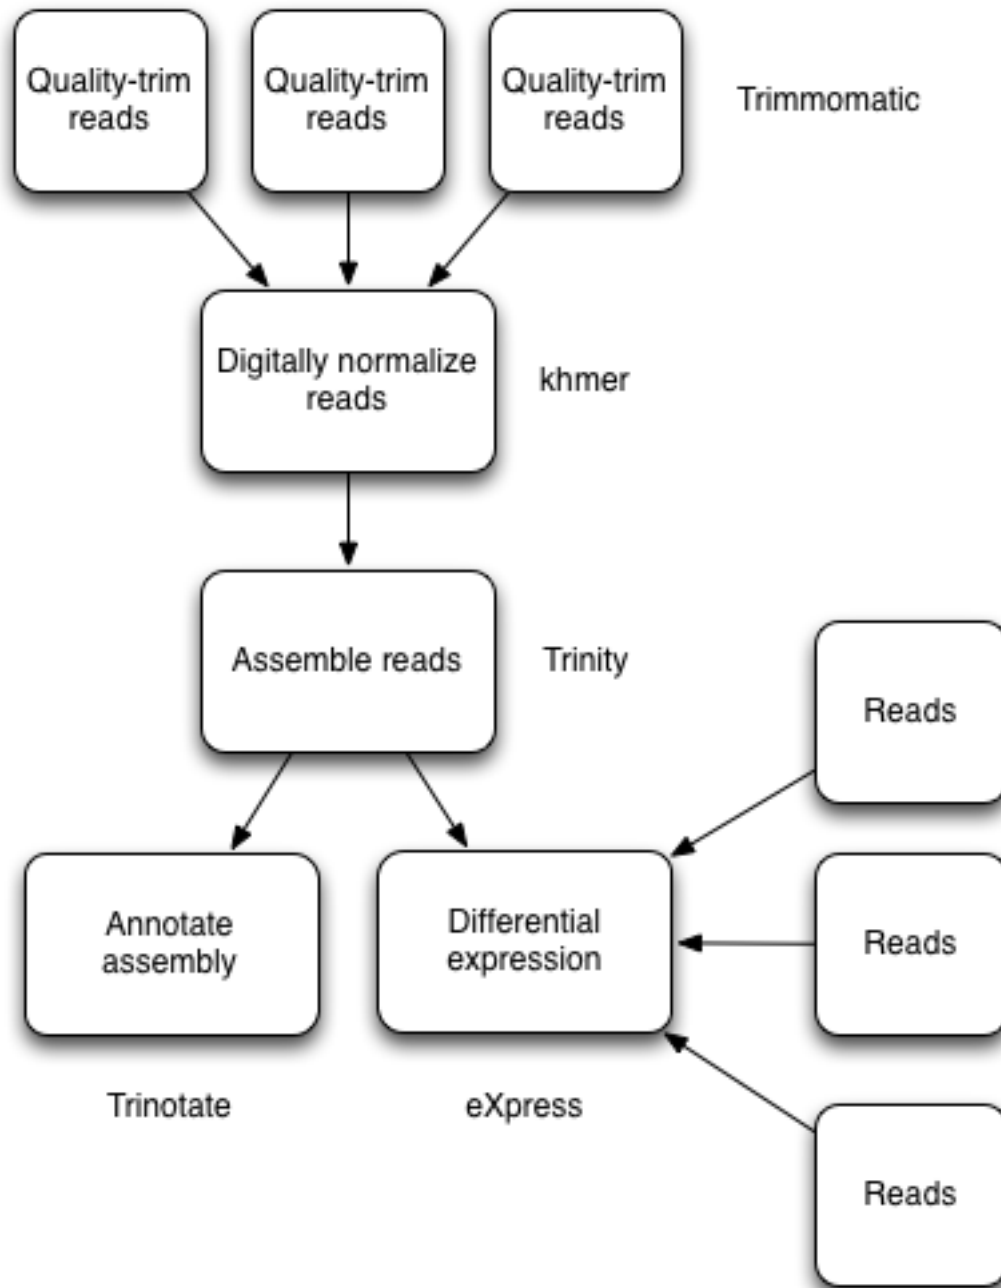 Quality-trim
reads
Quality-trim
reads
Quality-trim
reads
Trimmomatic
Digitally normalize
reads
khmer
Assemble reads
Trinity
Reads
Annotate
assembly
Differential
expression
Reads
Trinotate
eXpress
Reads